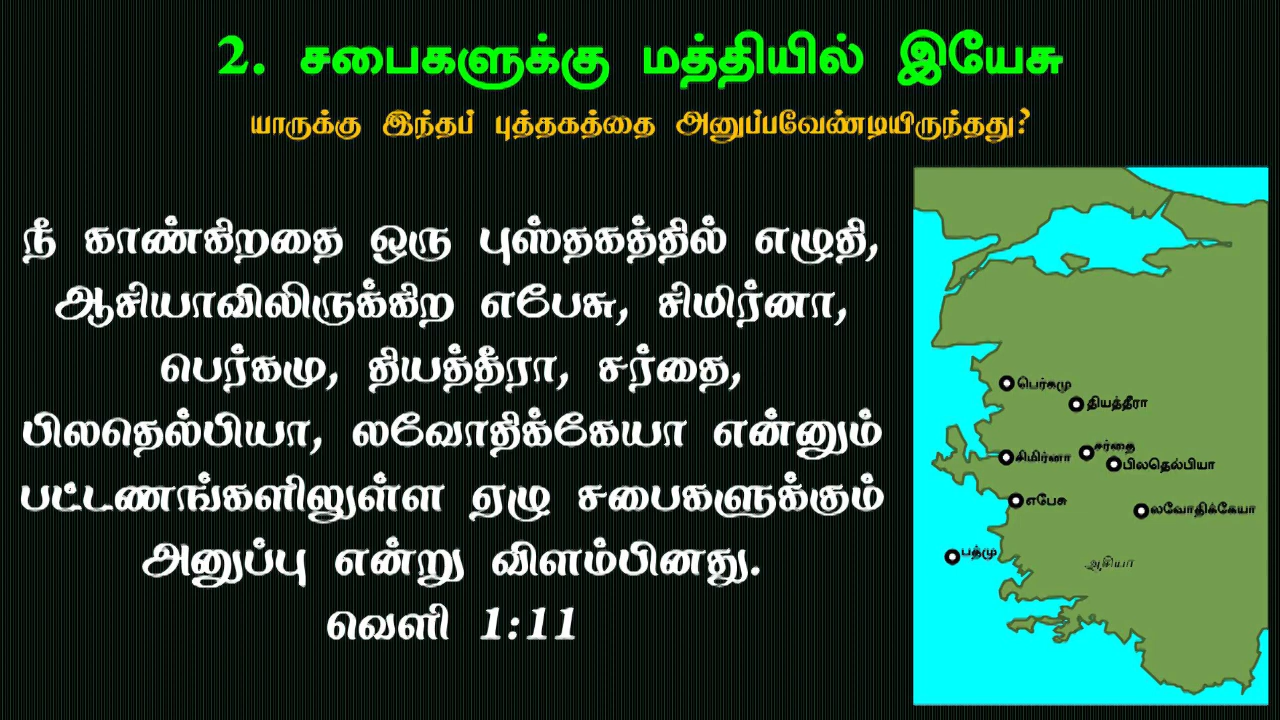 2. சபைகளுக்கு மத்தியில் இயேசு
யாருக்கு இந்தப் புத்தகத்தை அனுப்பவேண்டியிருந்தது?
நீ காண்கிறதை ஒரு புஸ்தகத்தில் எழுதி,
ஆசியாவிலிருக்கிற எபேசு, சிமிர்னா,
பெர்கமு, தியத்தீரா, சர்தை,
பிலதெல்பியா, லவோதிக்கேயா என்னும்
பட்டணங்களிலுள்ள ஏழு சபைகளுக்கும்
அனுப்பு என்று விளம்பினது.
வெளி 1:11
பெர்கமு
தியத்தீரா
சர்தை
சிமிர்னா
பிலதெல்பியா
எபேசு
லவோதிக்கேயா
பத்மு
ஆசியா